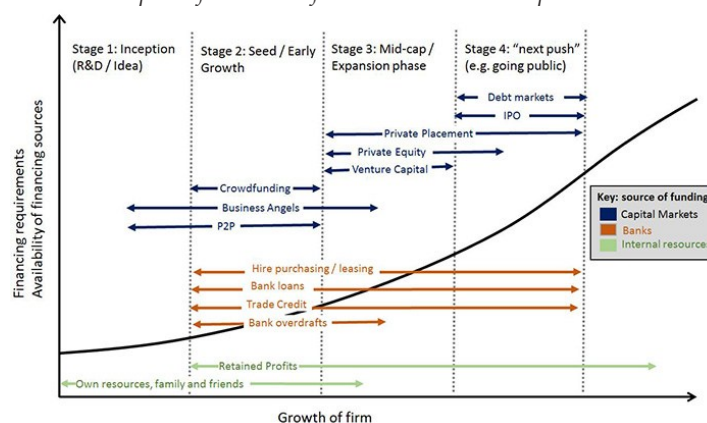 Stage 1: Inception
(R&D / Idea)
Stage 2: Seed / Early
Growth
Stage 3: Mid-cap /
Expansion phase
Stage 4: “next push”
(e.g. going public)
Debt markets
IPO
Private Placement
Private Equity
Venture Capital
Crowdfunding
Business Angels
P2P
Hire purchasing / leasing
Bank loans
Trade Credit
Bank overdrafts
Retained Profits
Own resources, family and friends
Key: source of funding
Capital Markets
Banks
Internal resources
Financing requirements
Availability of financing sources
Growth of firm